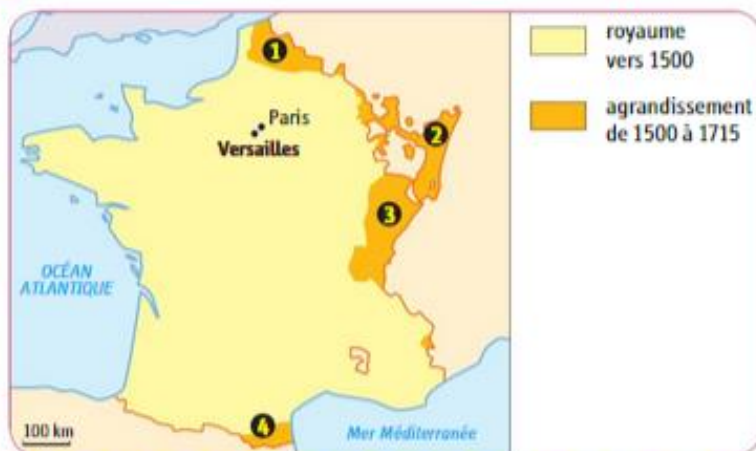 1
2
Paris
Versailles
3
OCÉAN
ATLANTIQUE
4
100 km
Mer Méditerranée
royaume
vers 1500
agrandissement
de 1500 à 1715